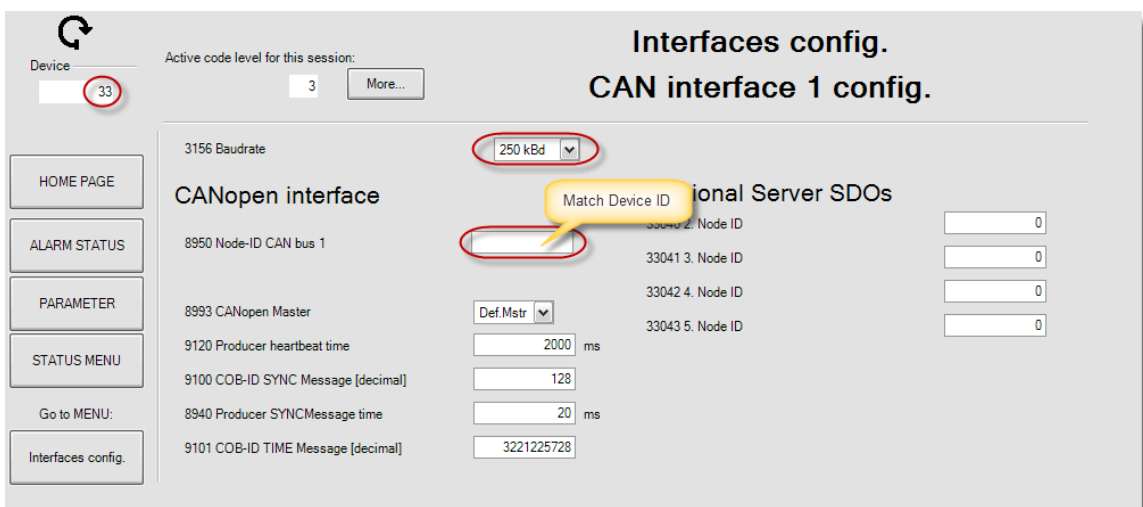 Device
33
Active code level for this session:
3
More...
Interfaces config.
CAN interface 1 config.
3156 Baudrate
250 kBd
HOME PAGE
ALARM STATUS
PARAMETER
STATUS MENU
Go to MENU:
Interfaces config.
CANopen interface
Match Device ID
8950 Node-ID CAN bus 1
8993 CANopen Master
Def.Mstr
9120 Producer heartbeat time
2000 ms
9100 COB-ID SYNC Message [decimal]
128
8940 Producer SYNCMessage time
20 ms
9101 COB-ID TIME Message [decimal]
3221225728
Server SDOs
33040 2. Node ID
0
33041 3. Node ID
0
33042 4. Node ID
0
33043 5. Node ID
0